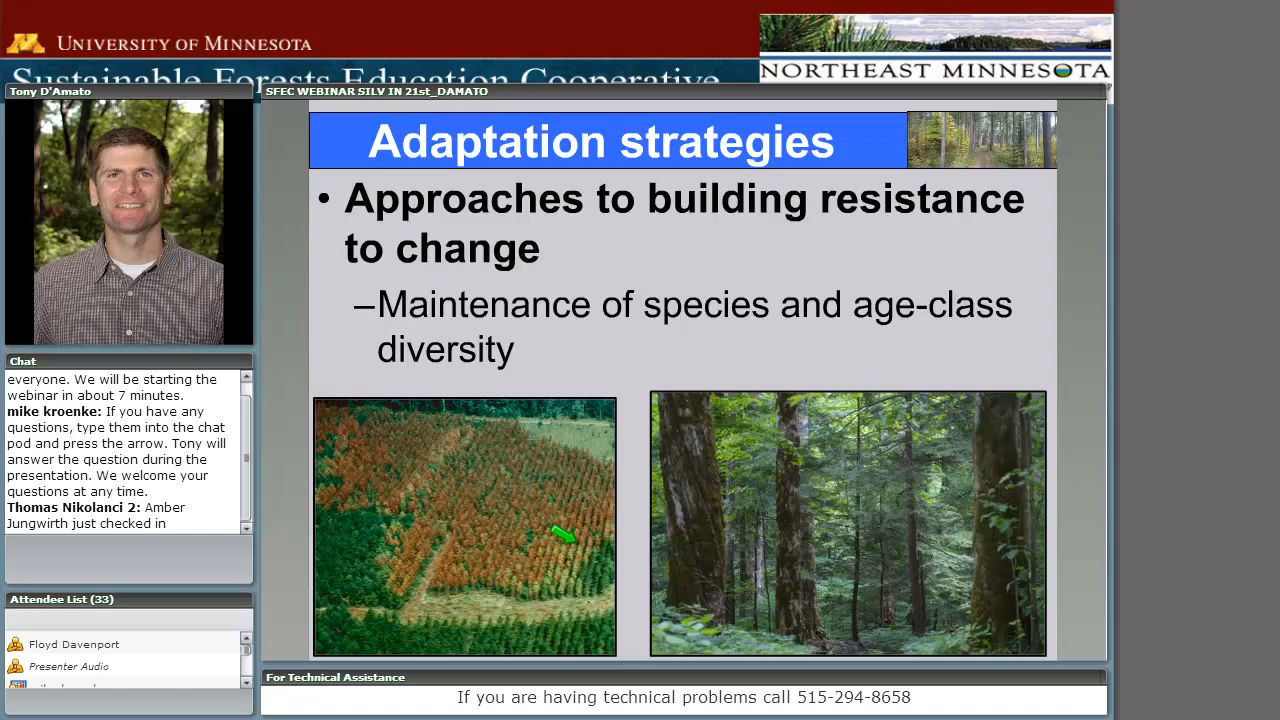 UNIVERSITY OF MINNESOTA
Sustainable Forests Education Cooperative
NORTHEAST MINNESOTA
Tony D'Amato
SFEC WEBINAR SILV IN 21st_DAMATO
Adaptation strategies
• Approaches to building resistance
to change
–Maintenance of species and age-class
diversity
Chat
everyone. We will be starting the
webinar in about 7 minutes.
mike kroenke: If you have any
questions, type them into the chat
pod and press the arrow. Tony will
answer the question during the
presentation. We welcome your
questions at any time.
Thomas Nikolanci 2: Amber
Jungwirth just checked in
Attendee List (33)
Floyd Davenport
Presenter Audio
For Technical Assistance
If you are having technical problems call 515-294-8658